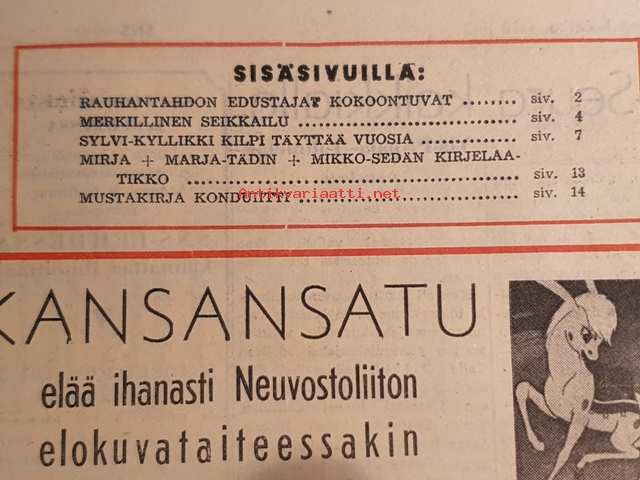 SISÄSIVUILLA:
RAUHANTAHDON EDUSTAJAT KOKOONTUVAT ........ siv. 2
MERKILLINEN SEIKKAILU ........................ siv. 4
SYLVI-KYLLIKKI KILPI TÄYTTÄÄ VUOSIA ............ siv. 7
MIRJA + MARJA-TÄDIN + MIKKO-SEDÄN KIRJELAA-
TIKKO ........................................ siv. 13
Antikvariaatti.net
MUSTAKIRJA ........................ siv. 14
KANSANSATU
elää ihanasti Neuvostoliiton
elokuvataiteessakin